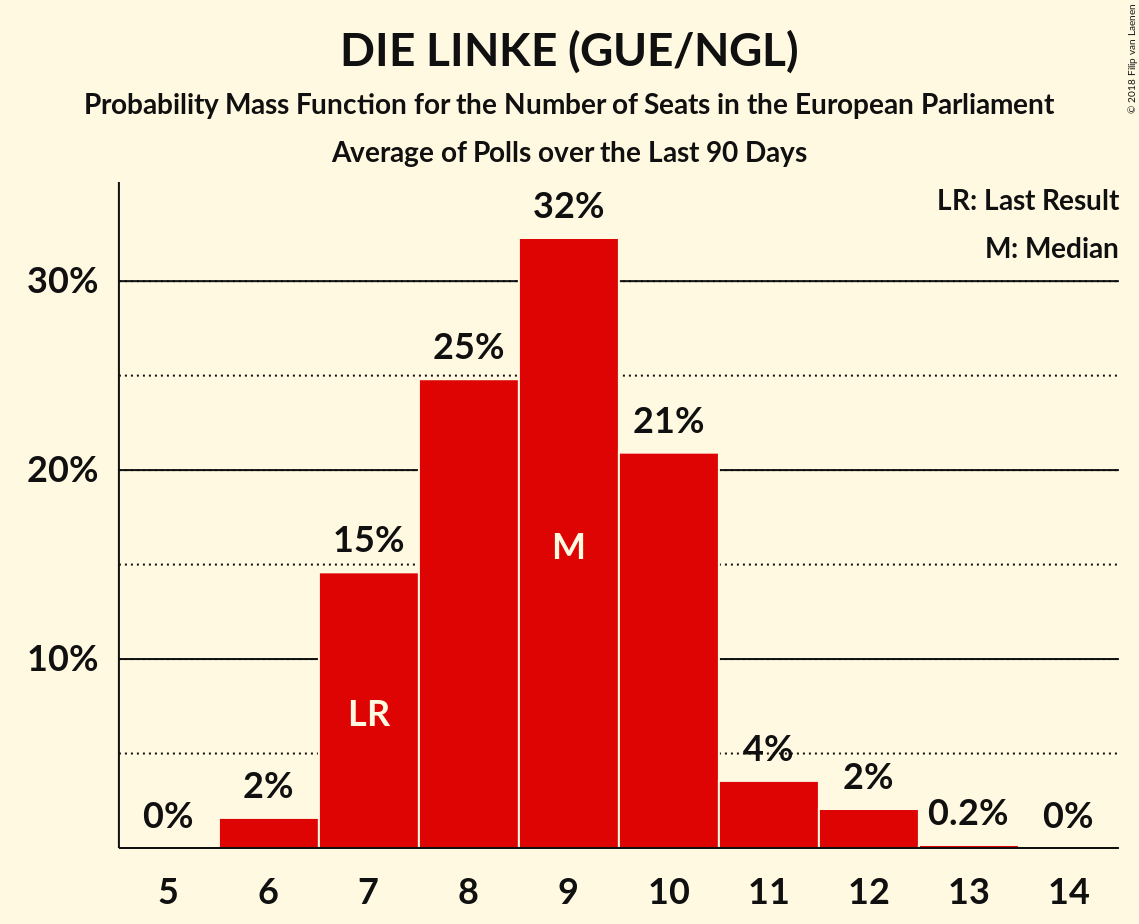 DIE LINKE (GUE/NGL)
Probability Mass Function for the Number of Seats in the European Parliament
Average of Polls over the Last 90 Days
© 2018 Filip van Laenen
LR: Last Result
M: Median
32%
30%
25%
21%
20%
15%
M
10%
LR
4%
2%
2%
0%
0.2%
0%
5 6 7 8 9 10 11 12 13 14